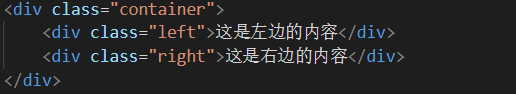 <div class="container">
    <div class="left">这是左边的内容</div>
    <div class="right">这是右边的内容</div>
</div>